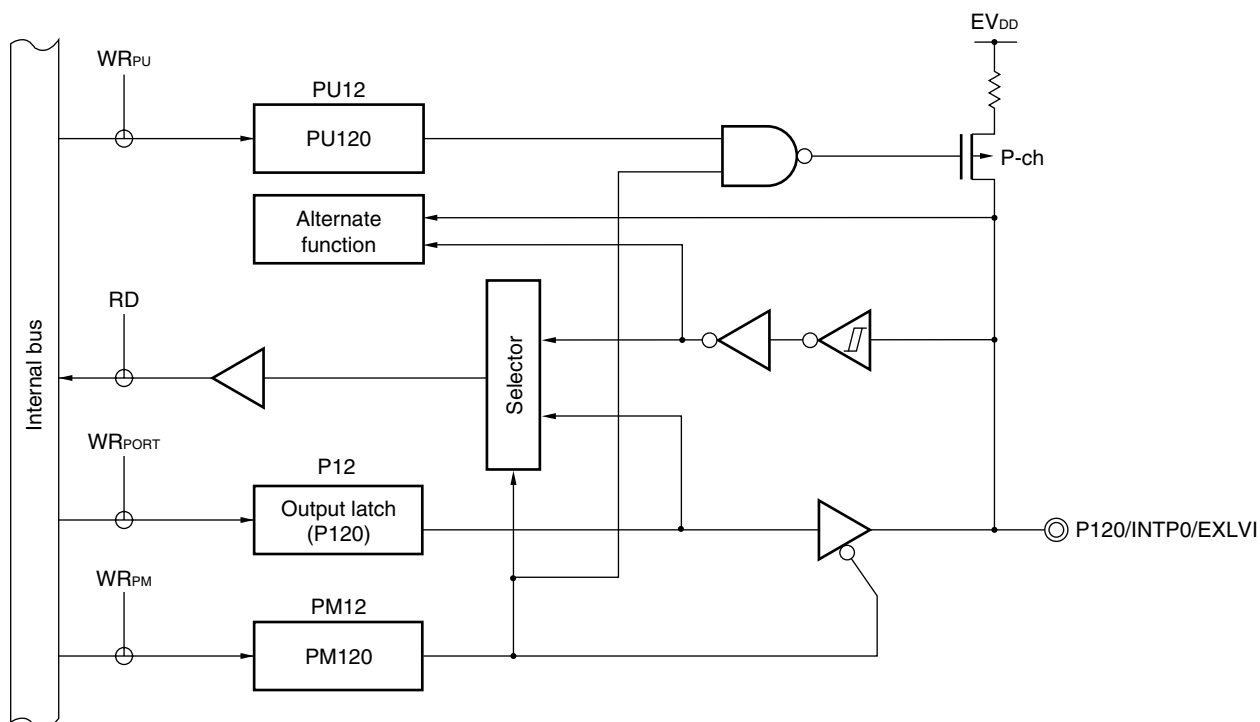 EVDD
WRPU
PU12
PU120
P-ch
Alternate
function
RD
Internal bus
Selector
WRPORT
P12
Output latch
(P120)
P120/INTP0/EXLVI
WRPM
PM12
PM120